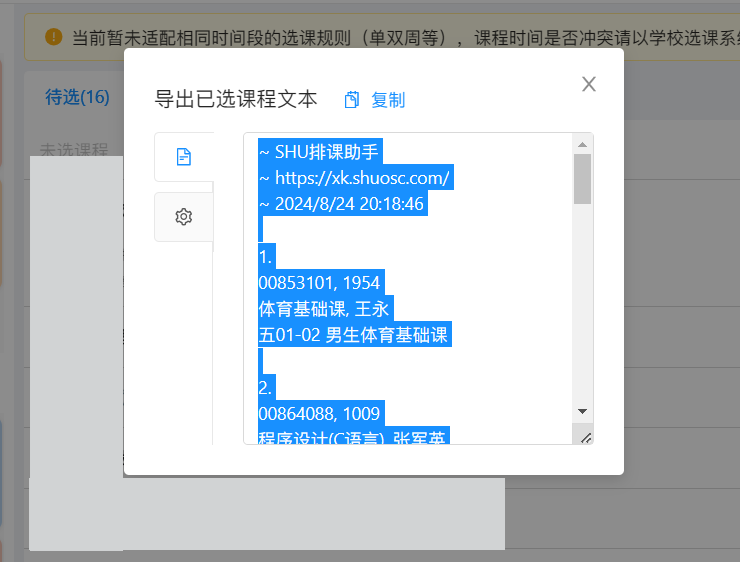 当前暂未适配相同时间段的选课规则（单双周等），课程时间是否冲突请以学校选课系
待选(16)
导出已选课程文本
复制
未选课程
~ SHU排课助手
~ https://xk.shuosc.com/
~ 2024/8/24 20:18:46
1.
00853101, 1954
体育基础课, 王永
五01-02 男生体育基础课
2.
00864088, 1009
程序设计(C语言), 张军英